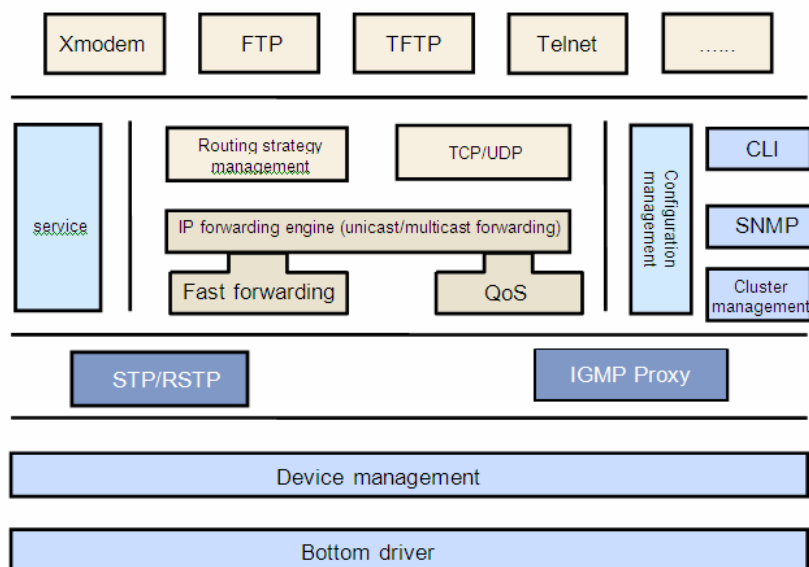 Xmodem
FTP
TFTP
Telnet
......
service
Routing strategy
management
TCP/UDP
IP forwarding engine (unicast/multicast forwarding)
Fast forwarding
QoS
Configuration
management
CLI
SNMP
Cluster
management
STP/RSTP
IGMP Proxy
Device management
Bottom driver